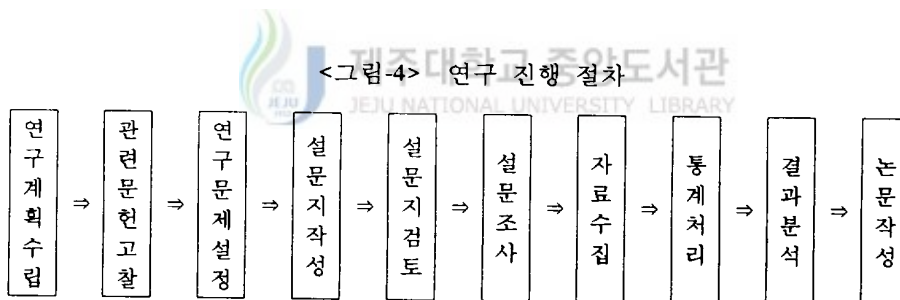 제주대학교 중앙도서관
JEJU NATIONAL UNIVERSITY LIBRARY
<그림-4> 연구 진행 절차
연구계획수립 ⇒ 관련문헌고찰 ⇒ 연구문제설정 ⇒ 설문지작성 ⇒ 설문지검토 ⇒ 설문조사 ⇒ 자료수집 ⇒ 통계처리 ⇒ 결과분석 ⇒ 논문작성